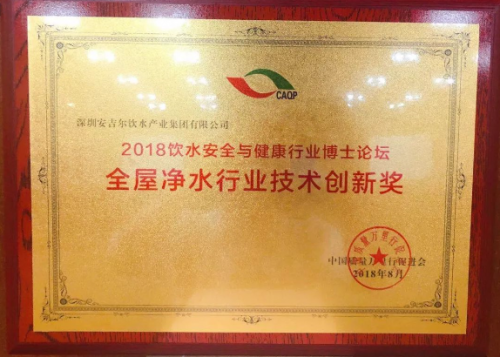 CAQP
深圳安吉尔饮水产业集团有限公司
2018饮水安全与健康行业博士论坛
全屋净水行业技术创新奖
中国质量万里行促进会
2018年8月